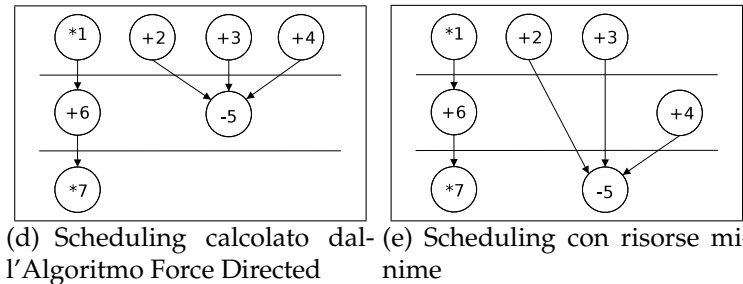 *1 +2 +3 +4
+6 -5
*7
(d) Scheduling calcolato dal-
l'Algoritmo Force Directed
*1 +2 +3
+6 +4
*7 -5
(e) Scheduling con risorse mi-
nime